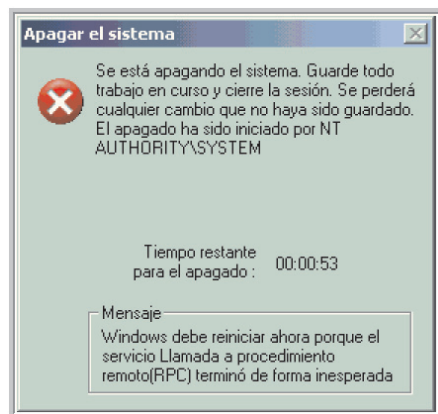 Apagar el sistema
Se está apagando el sistema. Guarde todo
trabajo en curso y cierre la sesión. Se perderá
cualquier cambio que no haya sido guardado.
El apagado ha sido iniciado por NT
AUTHORITY\SYSTEM
Tiempo restante
para el apagado : 00:00:53
Mensaje
Windows debe reiniciar ahora porque el
servicio Llamada a procedimiento
remoto(RPC) terminó de forma inesperada